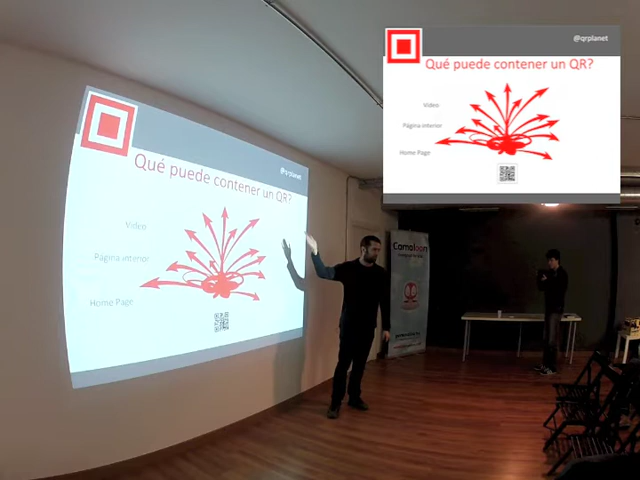 @qrplanet
Qué puede contener un QR?
Video
Página interior
Home Page
@qrplanet
Qué puede contener un QR?
Video
Página interior
Home Page
Camaloon